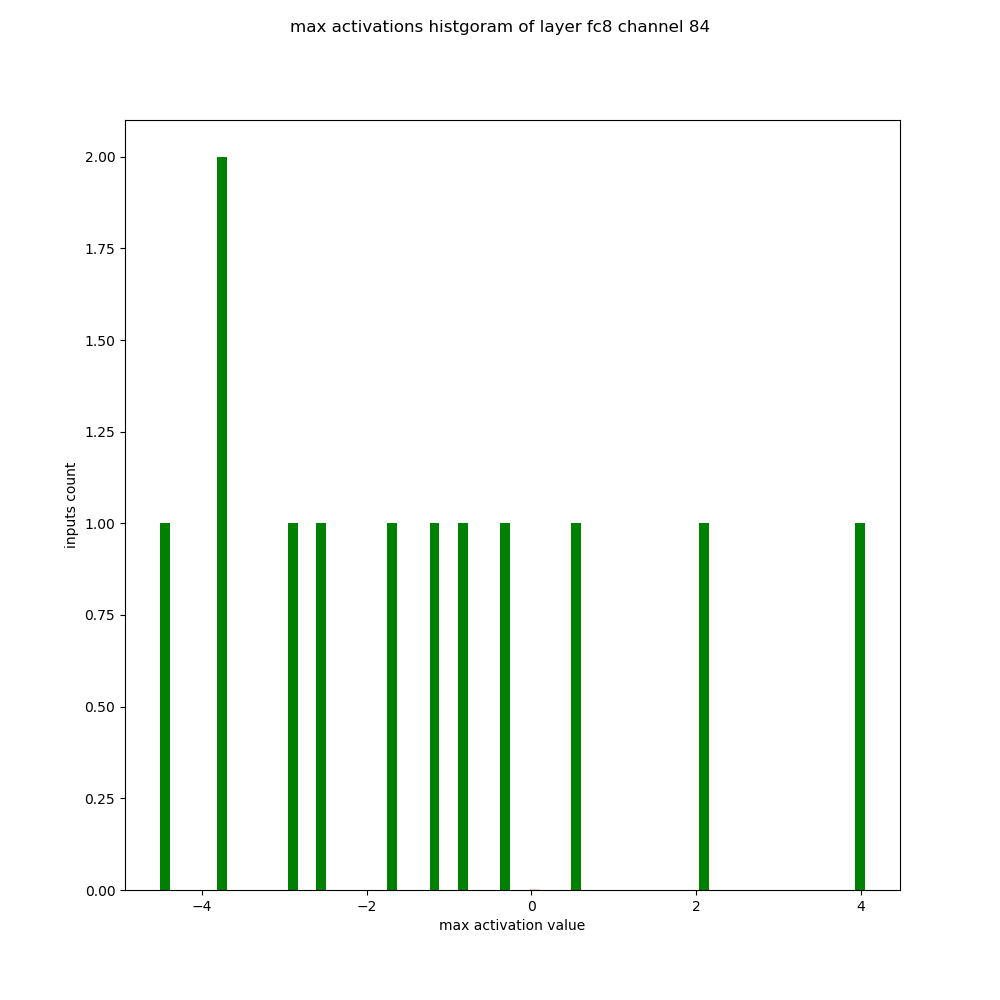 max activations histgoram of layer fc8 channel 84
2.00
1.75
1.50
1.25
1.00
0.75
0.50
0.25
0.00
inputs count
−4 −2 0 2 4
max activation value